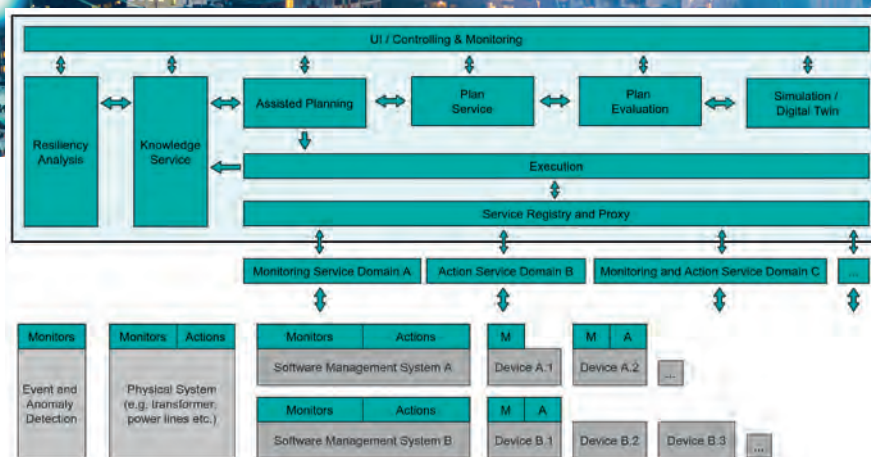 UI / Controlling & Monitoring
Resiliency
Analysis
Knowledge
Service
Assisted Planning
Plan
Service
Plan
Evaluation
Simulation /
Digital Twin
Execution
Service Registry and Proxy
Monitoring Service Domain A
Action Service Domain B
Monitoring and Action Service Domain C
...
Monitors
Event and
Anomaly
Detection
Monitors Actions
Physical System
(e.g. transformer,
power lines etc.)
Monitors Actions
Software Management System A
M
Device A.1
M A
Device A.2
...
Monitors Actions
Software Management System B
M A
Device B.1
Device B.2
Device B.3
...